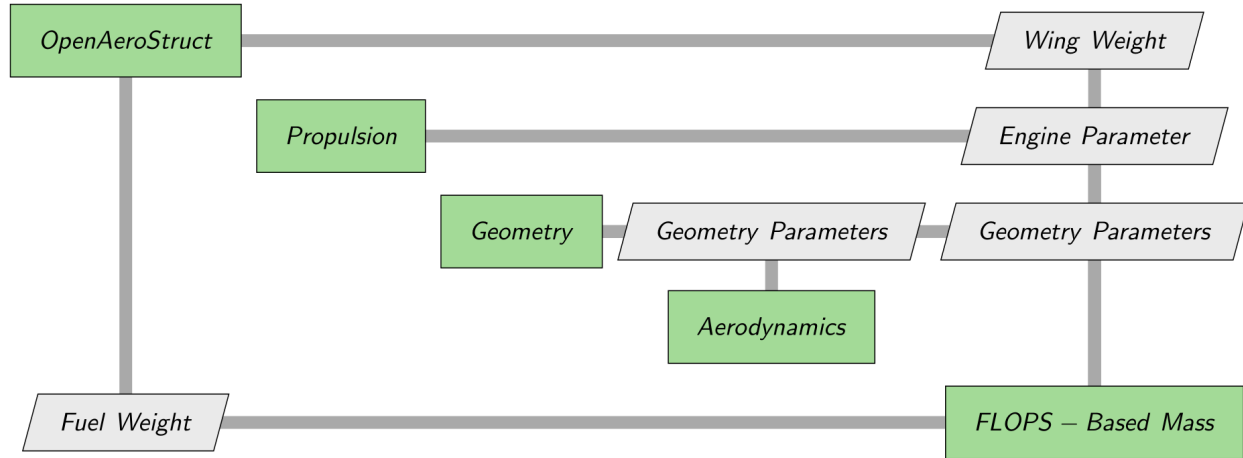 OpenAeroStruct
Wing Weight
Propulsion
Engine Parameter
Geometry
Geometry Parameters
Geometry Parameters
Aerodynamics
Fuel Weight
FLOPS – Based Mass